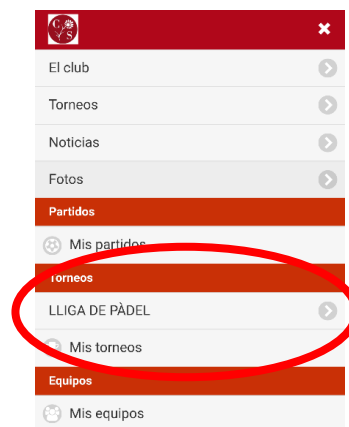 El club
Torneos
Noticias
Fotos
Partidos
Mis partidos
Torneos
LLIGA DE PÀDEL
Mis torneos
Equipos
Mis equipos